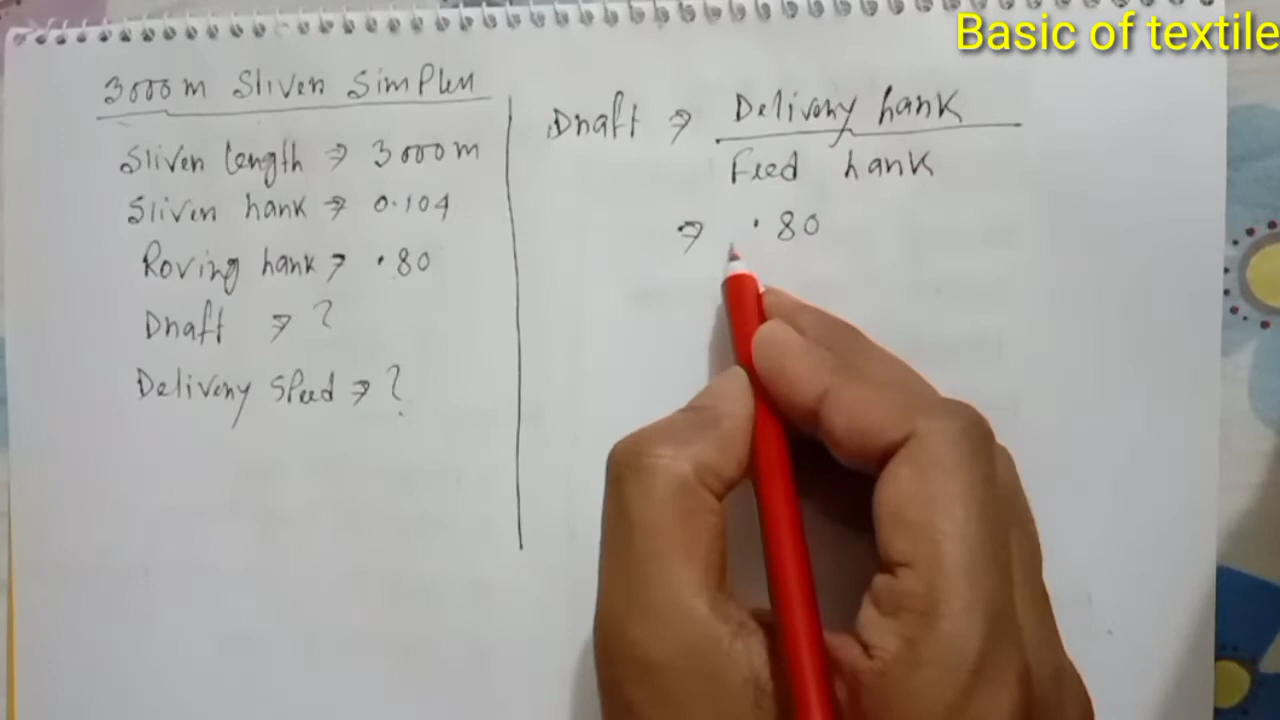 Basic of textile
3000m Sliver Simplex
Sliver length ⇒ 3000m
Sliver hank ⇒ 0.104
Roving hank ⇒ .80
Draft ⇒ ?
Delivery Speed ⇒ ?
Draft ⇒ Delivery hank
Feed hank
⇒ .80